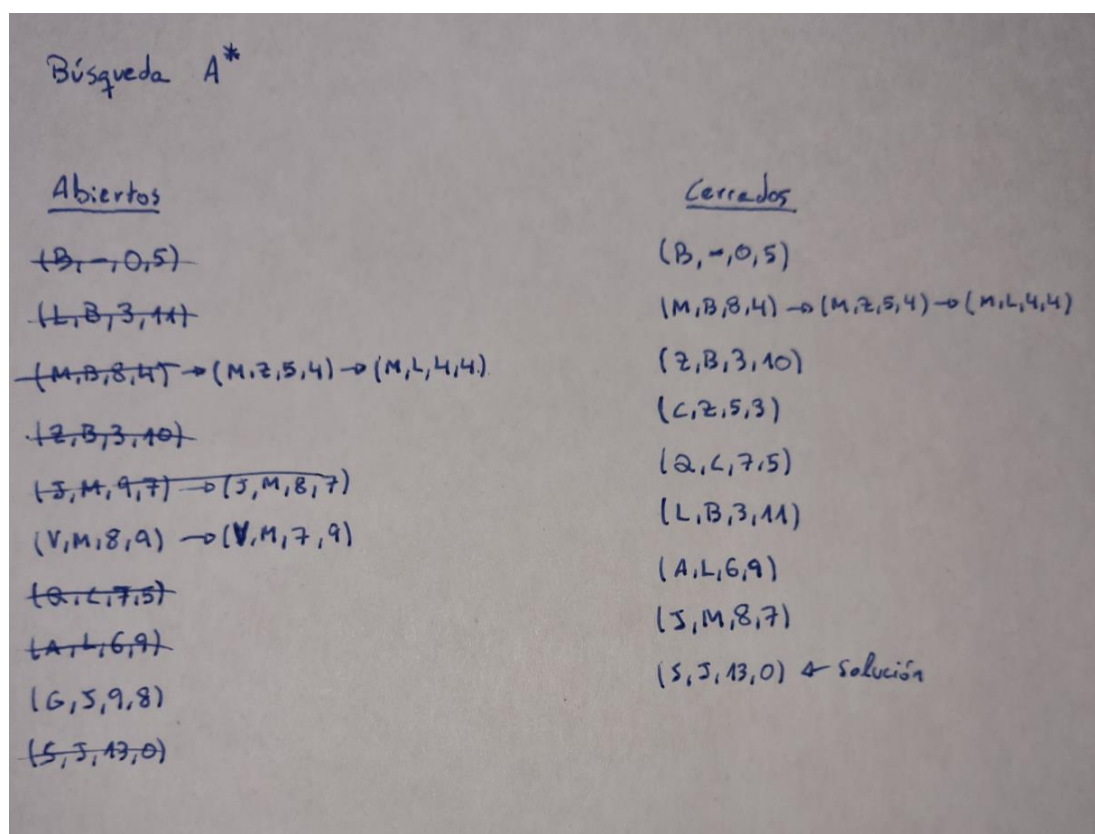 Búsqueda A*
Abiertos
(B,-,0,5)
(L,B,3,11)
(M,B,8,4) → (M,Z,5,4) → (M,L,4,4)
(Z,B,3,10)
(J,M,9,7) → (J,M,8,7)
(V,M,8,9) → (V,M,7,9)
(Q,C,7,5)
(A,L,6,9)
(G,J,9,8)
(S,J,13,0)
Cerrados
(B,-,0,5)
(M,B,8,4) → (M,Z,5,4) → (M,L,4,4)
(Z,B,3,10)
(C,Z,5,3)
(Q,C,7,5)
(L,B,3,11)
(A,L,6,9)
(J,M,8,7)
(S,J,13,0) ← Solución